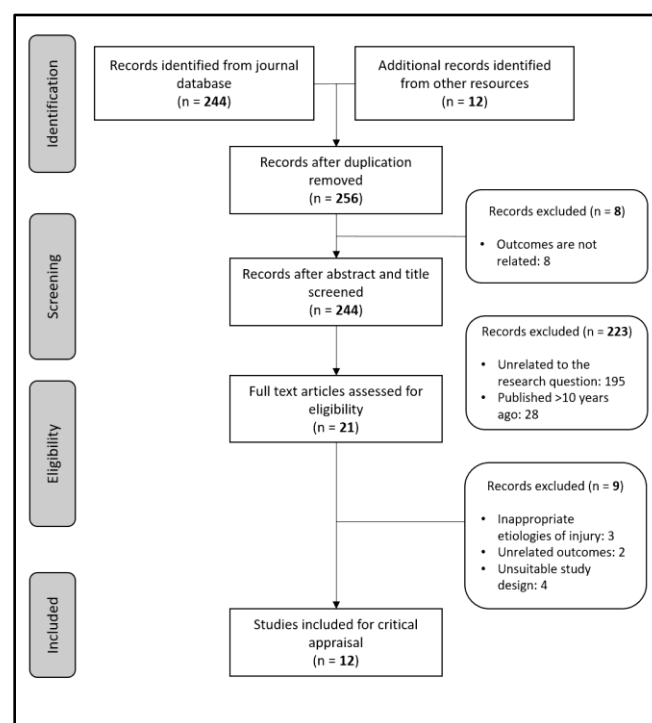 Identification
Records identified from journal
database
(n = 244)
Additional records identified
from other resources
(n = 12)
Records after duplication
removed
(n = 256)
Records excluded (n = 8)
• Outcomes are not
related: 8
Screening
Records after abstract and title
screened
(n = 244)
Records excluded (n = 223)
• Unrelated to the
research question: 195
• Published >10 years
ago: 28
Eligibility
Full text articles assessed for
eligibility
(n = 21)
Records excluded (n = 9)
• Inappropriate
etiologies of injury: 3
• Unrelated outcomes: 2
• Unsuitable study
design: 4
Included
Studies included for critical
appraisal
(n = 12)